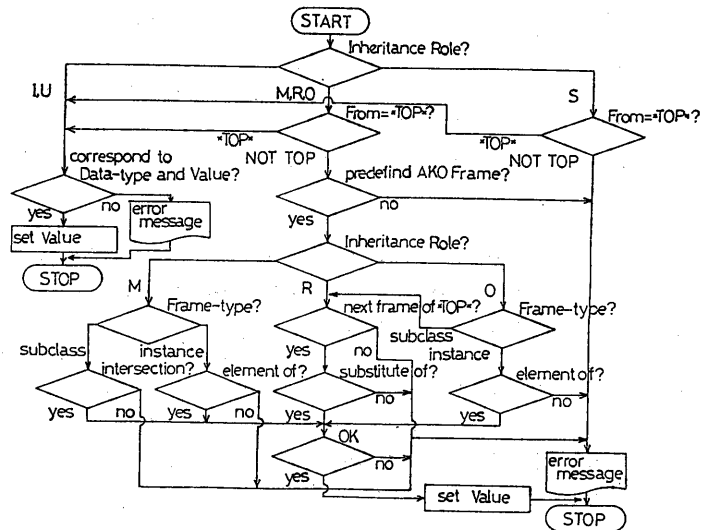 START
Inheritance Role?
I,U
M,R,O
S
From=*TOP*?
From=*TOP*?
*TOP*
*TOP*
NOT TOP
NOT TOP
correspond to
Data-type and Value?
predefind AKO Frame?
yes
no
error
message
yes
no
set Value
Inheritance Role?
STOP
M
R
O
Frame-type?
next frame of *TOP*?
Frame-type?
subclass
instance
subclass
instance
yes
no
intersection?
element of?
substitute of?
element of?
yes
no
yes
no
yes
no
yes
no
OK
yes
no
error
message
set Value
STOP